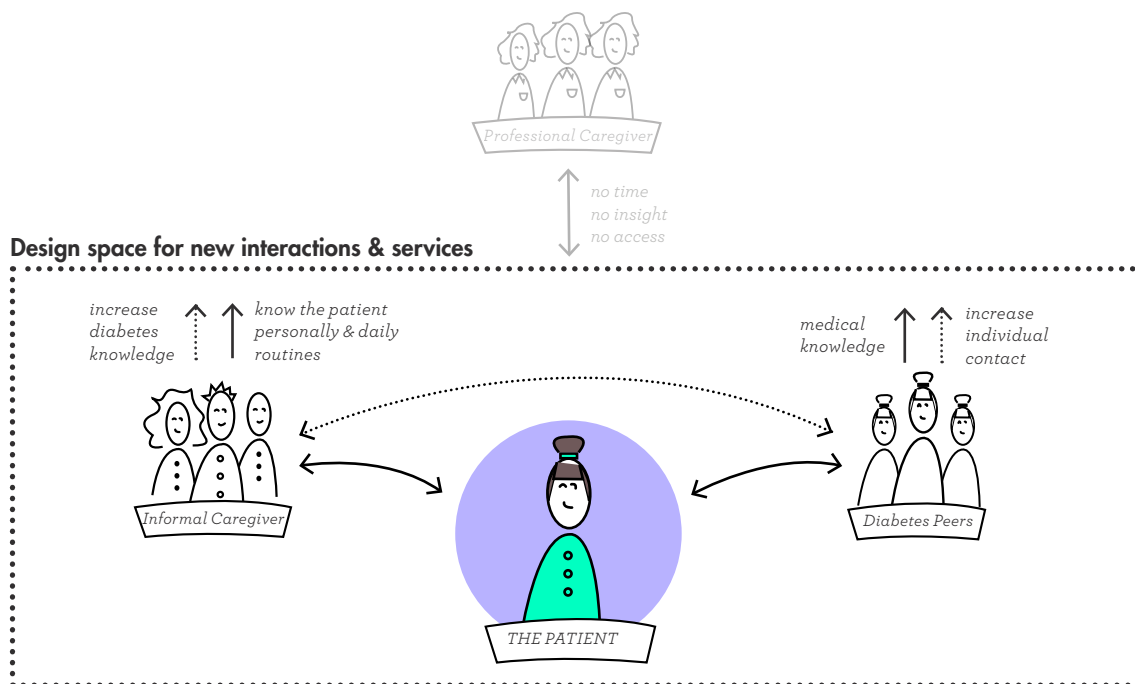 Professional Caregiver
no time
no insight
no access
Design space for new interactions & services
increase
diabetes
knowledge
know the patient
personally & daily
routines
medical
knowledge
increase
individual
contact
Informal Caregiver
Diabetes Peers
THE PATIENT